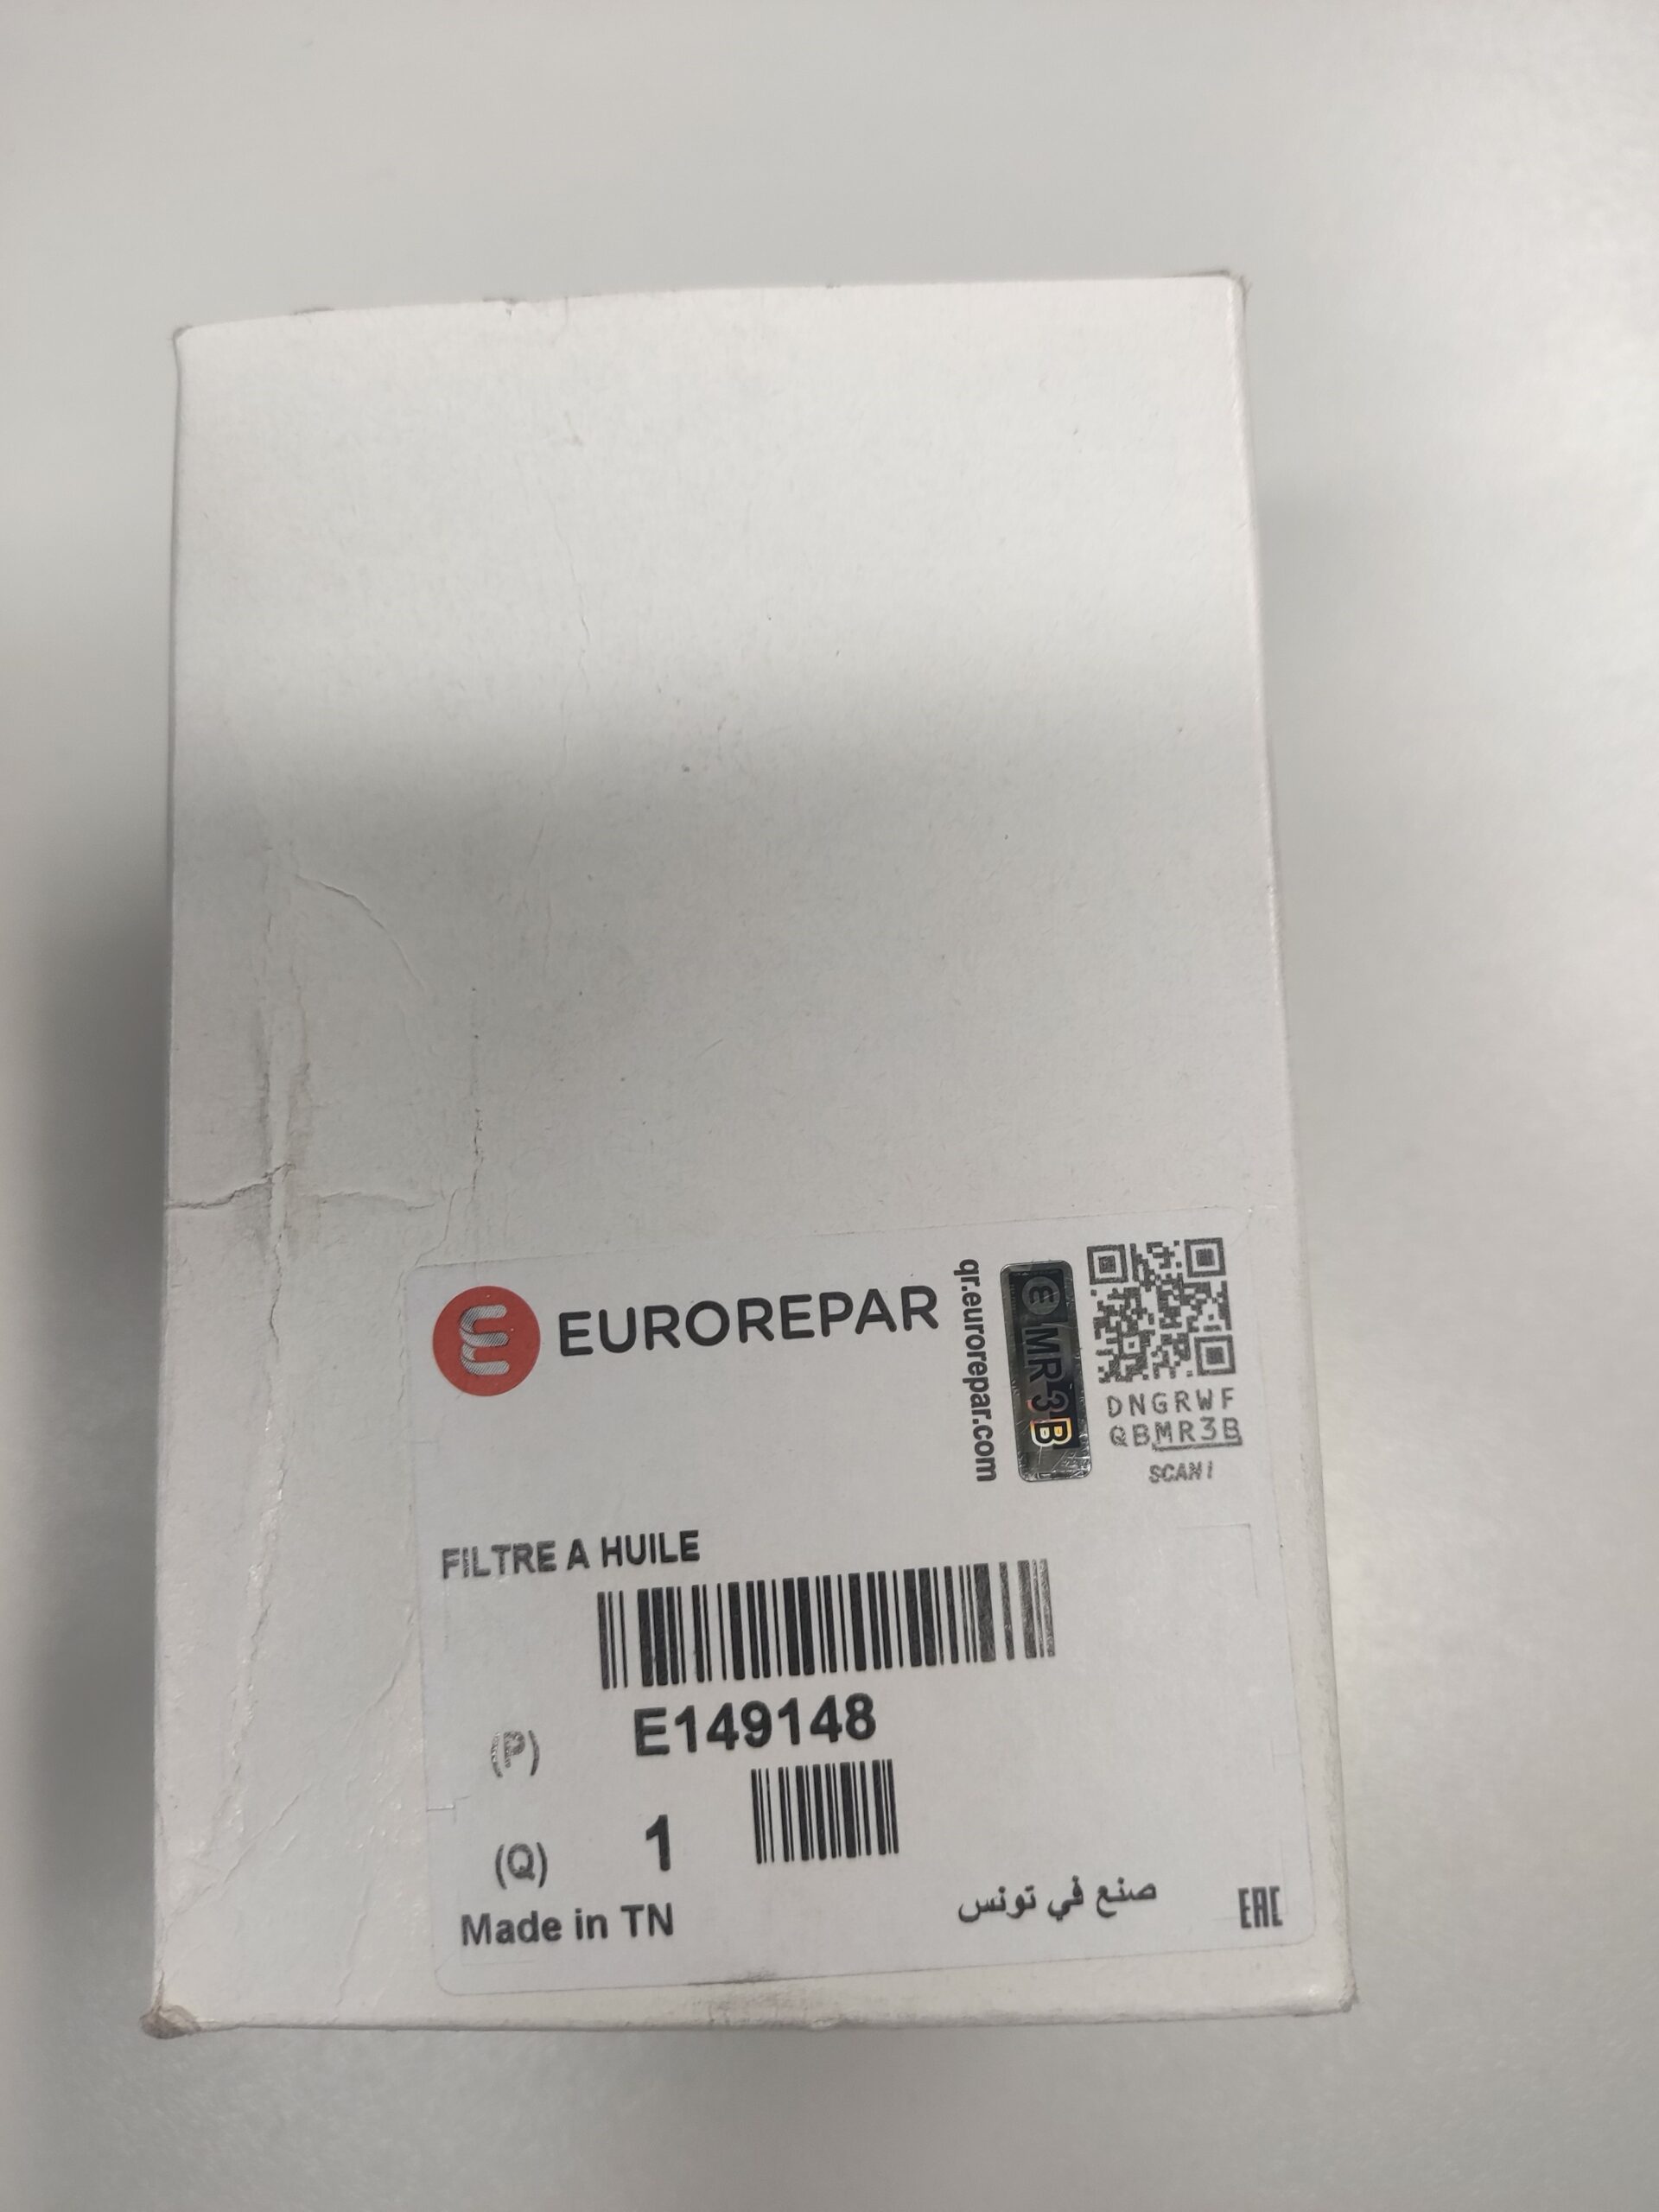 EUROREPAR
qr.eurorepar.com
MR3B
DNGRWF
QBMR3B
SCAN!
FILTRE A HUILE
(P) E149148
(Q) 1
Made in TN
صنع في تونس
EAC